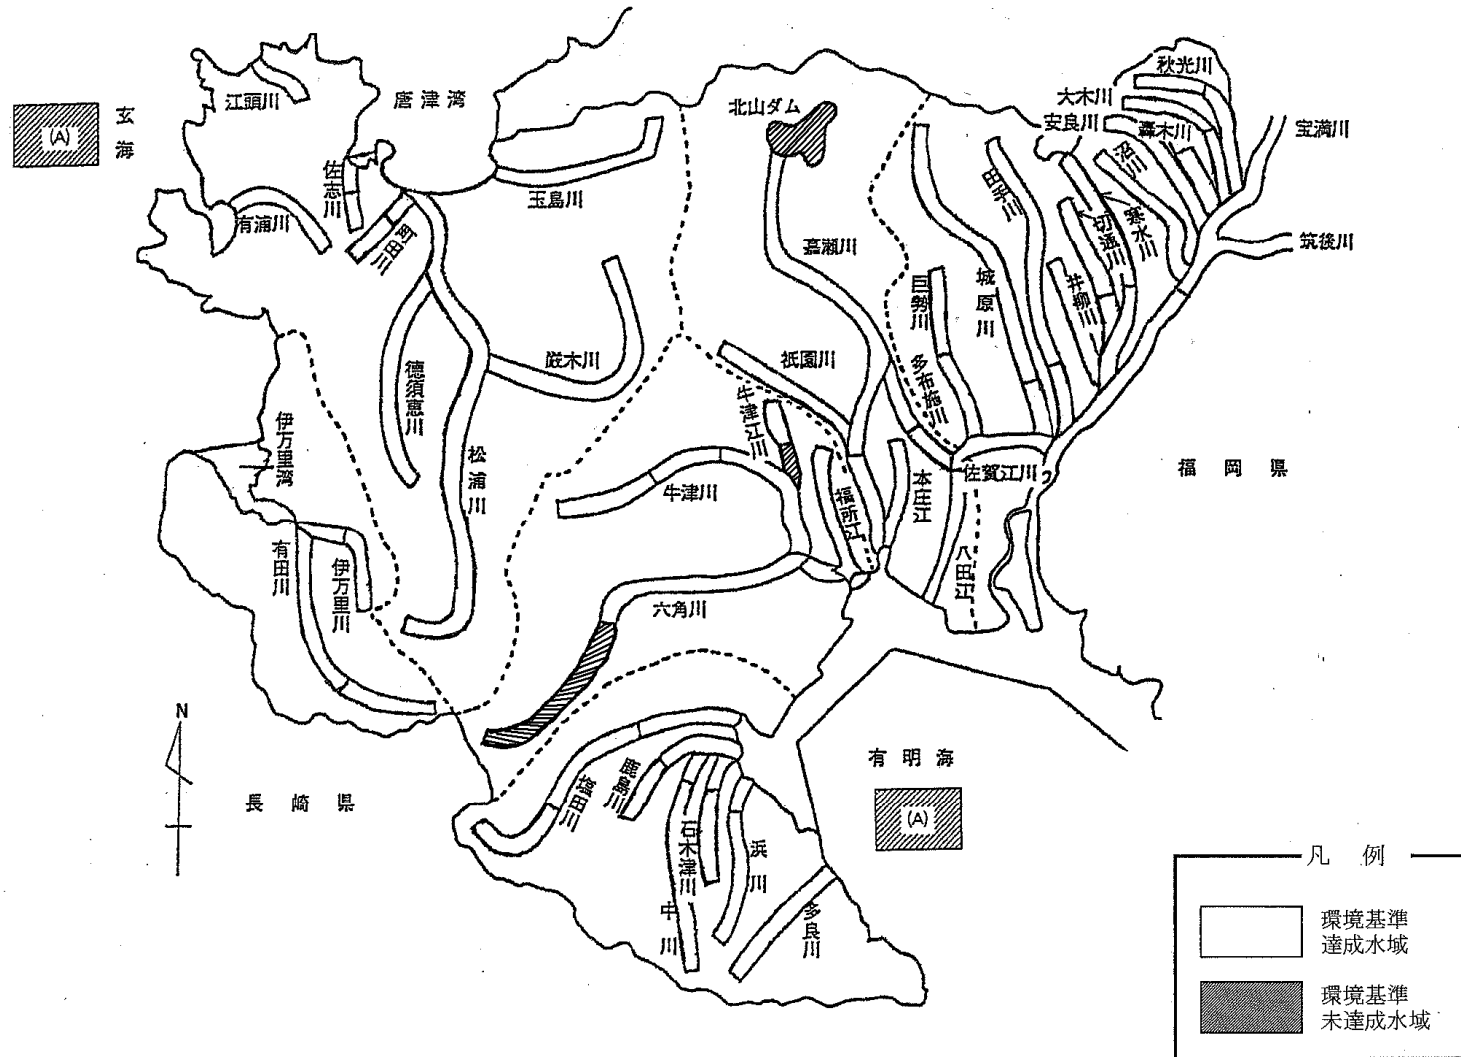 秋光川
大木川
安良川
轟木川
宝満川
沼川
寒水川
切通川
筑後川
井柳川
田手川
城原川
巨勢川
多布施川
嘉瀬川
北山ダム
唐津湾
江頭川
玄海
(A)
佐志川
有浦川
町田川
玉島川
厳木川
徳須恵川
松浦川
伊万里湾
有田川
伊万里川
祇園川
牛津江川
牛津川
福所江
本庄江
佐賀江川
八田江
六角川
福岡県
N
長崎県
塩田川
鹿島川
石木津川
中川
浜川
多良川
有明海
(A)
凡例
環境基準
達成水域
環境基準
未達成水域